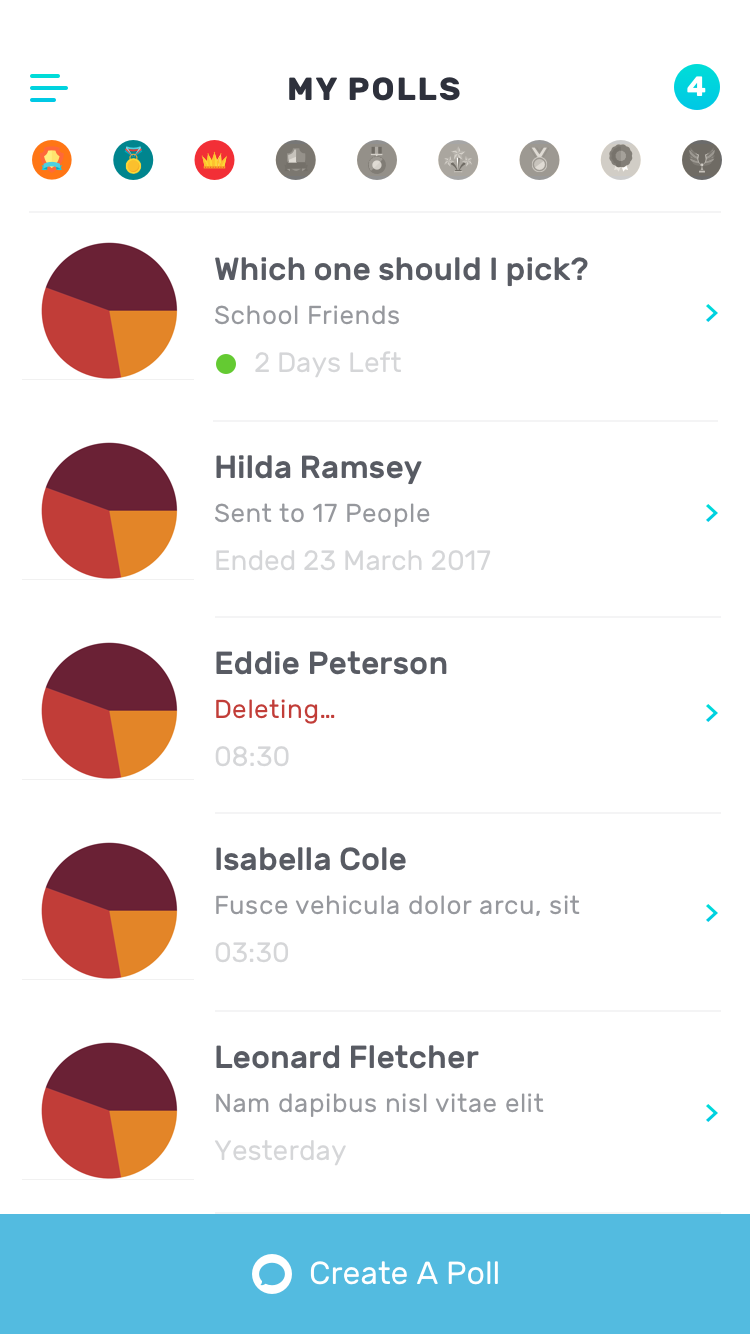 MY POLLS
4
Which one should I pick?
School Friends
2 Days Left
Hilda Ramsey
Sent to 17 People
Ended 23 March 2017
Eddie Peterson
Deleting...
08:30
Isabella Cole
Fusce vehicula dolor arcu, sit
03:30
Leonard Fletcher
Nam dapibus nisl vitae elit
Yesterday
Create A Poll